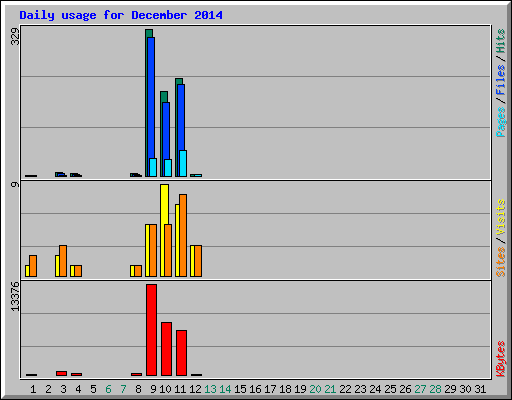 Daily usage for December 2014
329
Pages / Files / Hits
9
Sites / Visits
13376
KBytes
1 2 3 4 5 6 7 8 9 10 11 12 13 14 15 16 17 18 19 20 21 22 23 24 25 26 27 28 29 30 31